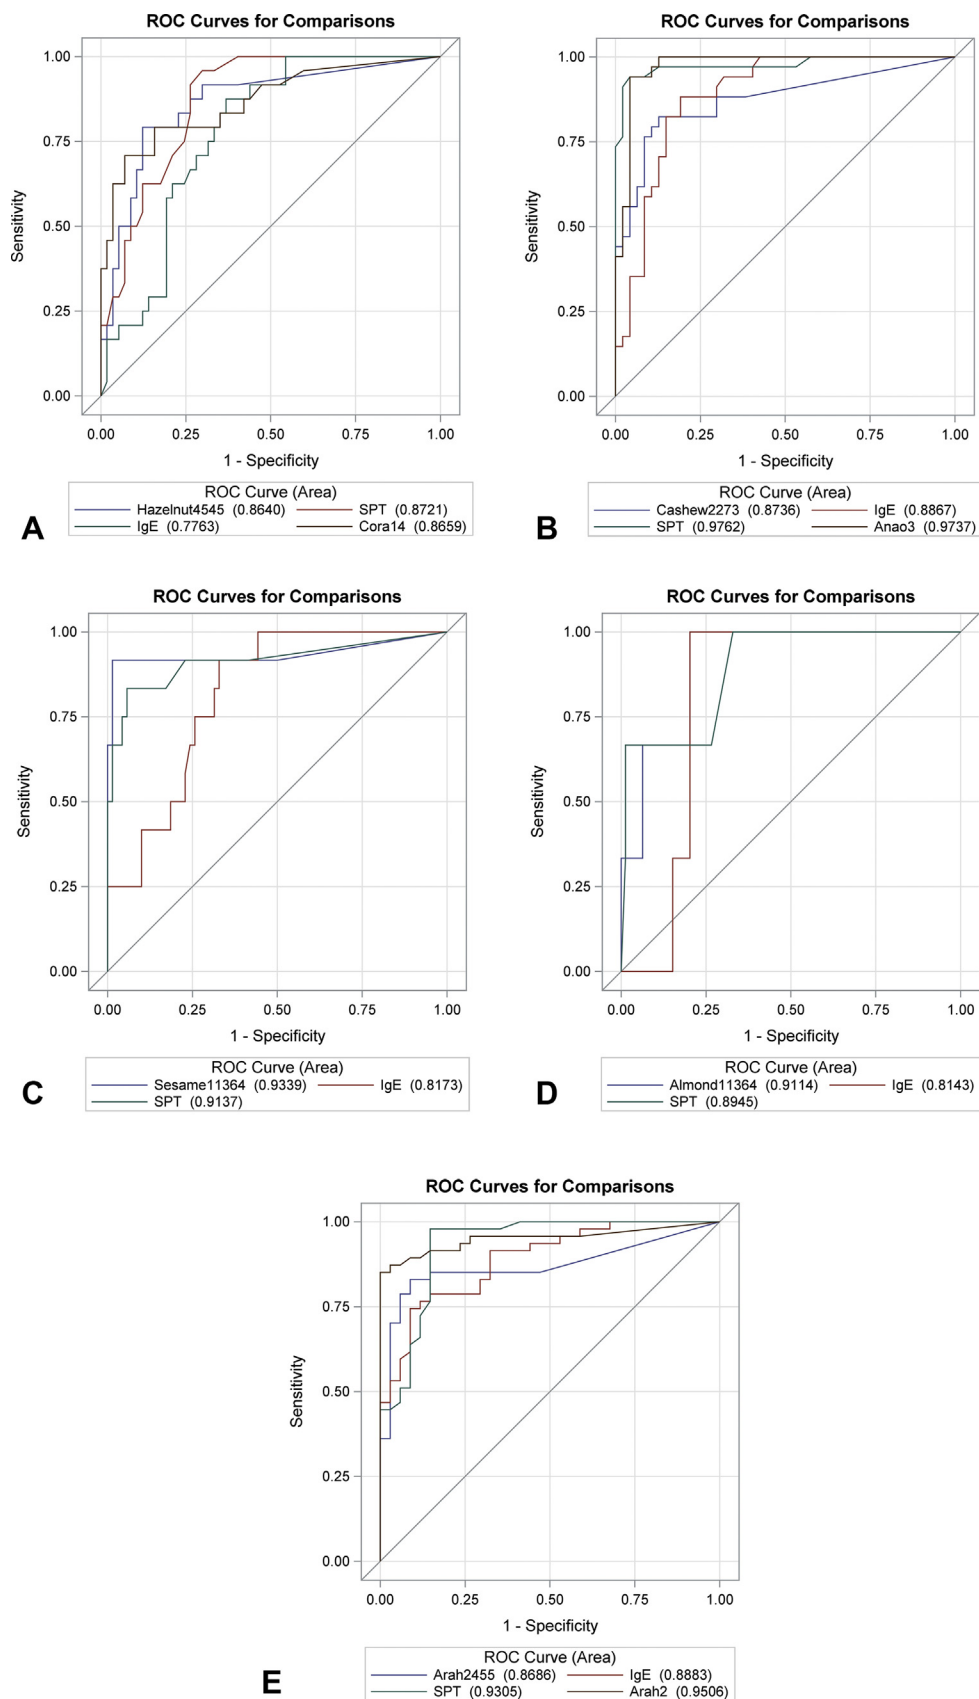 ROC Curves for Comparisons
1.00
0.75
0.50
0.25
0.00
Sensitivity
0.00 0.25 0.50 0.75 1.00
1 - Specificity
ROC Curve (Area)
Hazelnut4545 (0.8640) SPT (0.8721)
IgE (0.7763) Cora14 (0.8659)
A
ROC Curves for Comparisons
1.00
0.75
0.50
0.25
0.00
Sensitivity
0.00 0.25 0.50 0.75 1.00
1 - Specificity
ROC Curve (Area)
Cashew2273 (0.8736) IgE (0.8867)
SPT (0.9762) Anao3 (0.9737)
B
ROC Curves for Comparisons
1.00
0.75
0.50
0.25
0.00
Sensitivity
0.00 0.25 0.50 0.75 1.00
1 - Specificity
ROC Curve (Area)
Sesame11364 (0.9339) IgE (0.8173)
SPT (0.9137)
C
ROC Curves for Comparisons
1.00
0.75
0.50
0.25
0.00
Sensitivity
0.00 0.25 0.50 0.75 1.00
1 - Specificity
ROC Curve (Area)
Almond11364 (0.9114) IgE (0.8143)
SPT (0.8945)
D
ROC Curves for Comparisons
1.00
0.75
0.50
0.25
0.00
Sensitivity
0.00 0.25 0.50 0.75 1.00
1 - Specificity
ROC Curve (Area)
Arah2455 (0.8686) IgE (0.8883)
SPT (0.9305) Arah2 (0.9506)
E